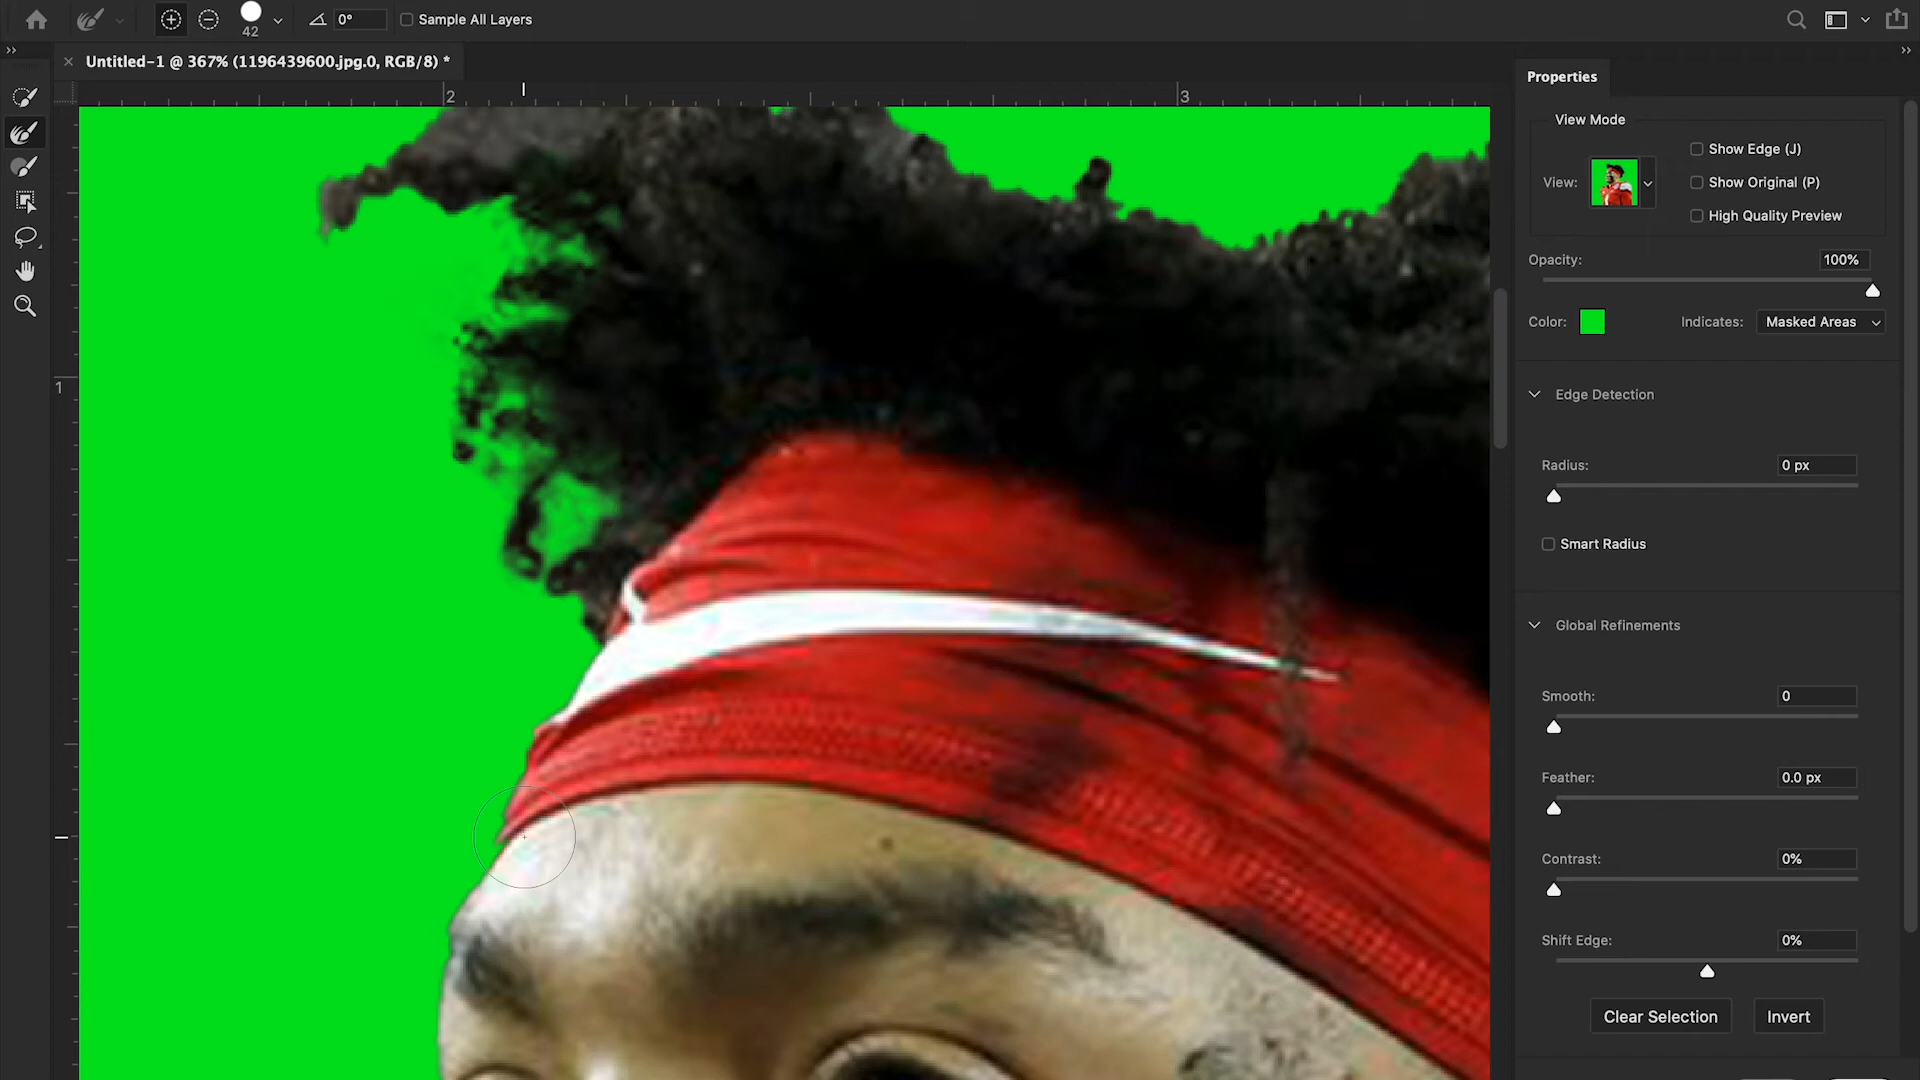 42
0°
Sample All Layers
Untitled-1 @ 367% (1196439600.jpg.0, RGB/8) *
2
3
1
Properties
View Mode
View:
Show Edge (J)
Show Original (P)
High Quality Preview
Opacity:
100%
Color:
Indicates:
Masked Areas
Edge Detection
Radius:
0 px
Smart Radius
Global Refinements
Smooth:
0
Feather:
0.0 px
Contrast:
0%
Shift Edge:
0%
Clear Selection
Invert